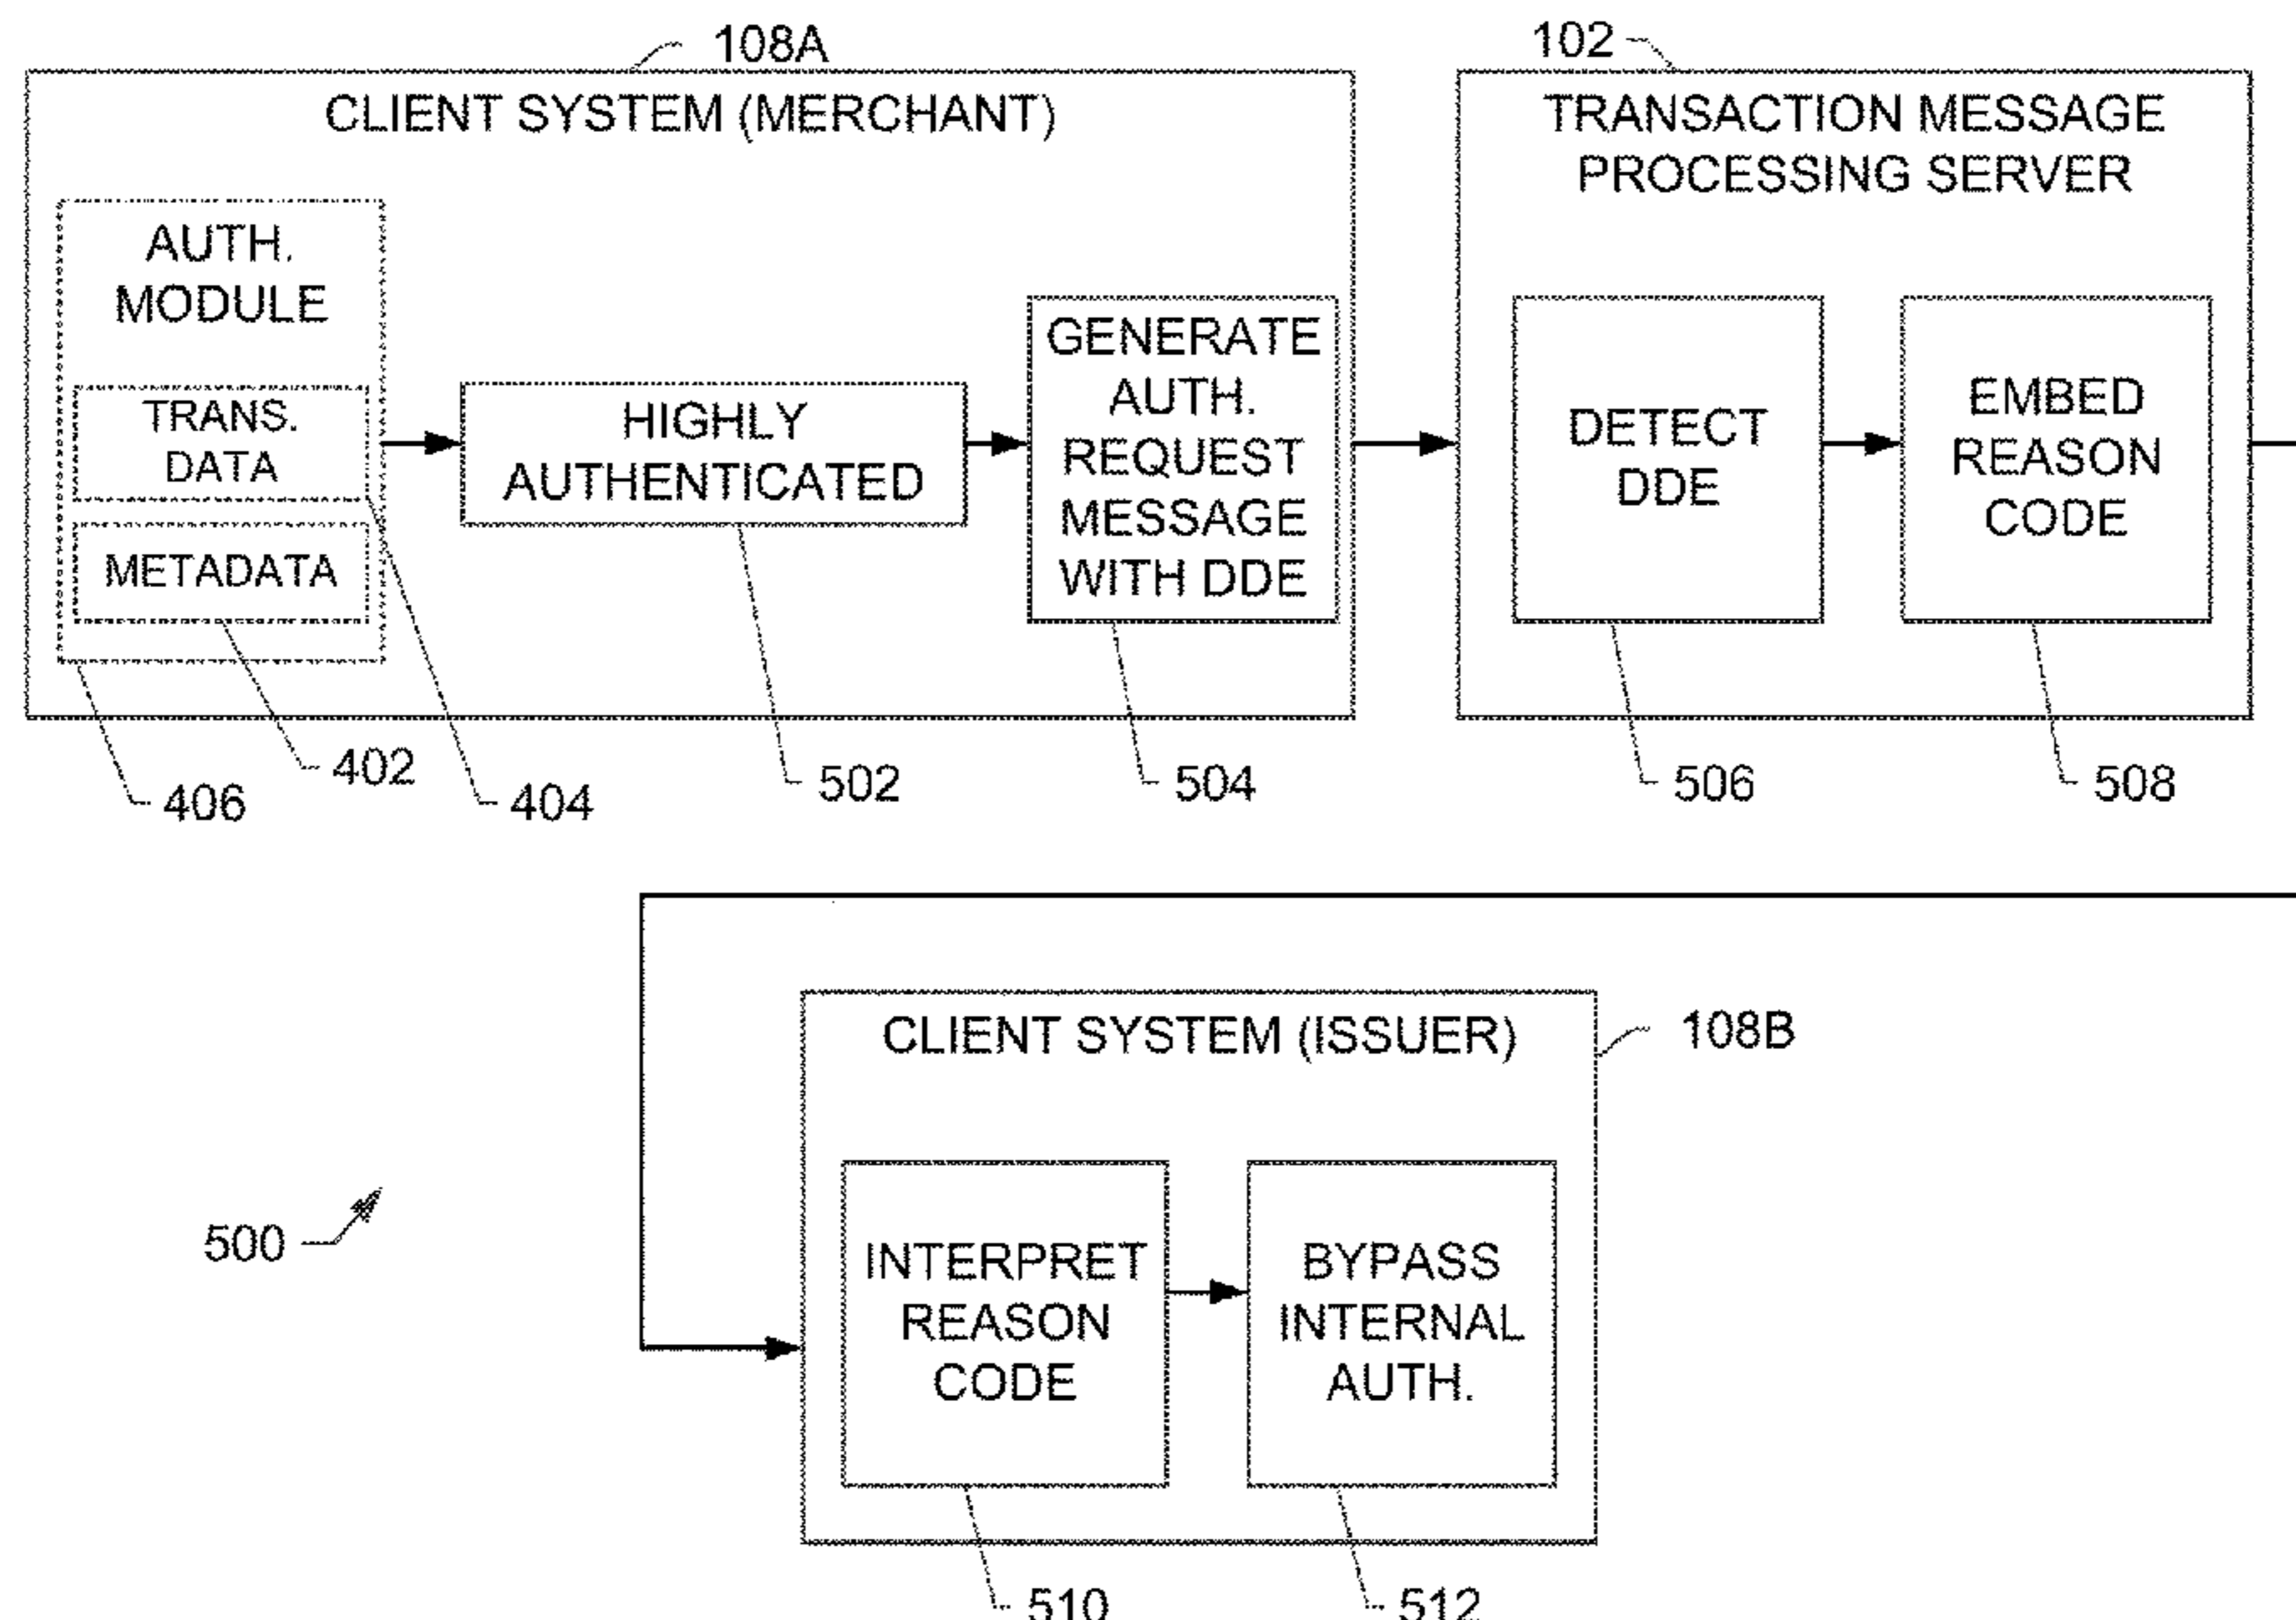 108A
CLIENT SYSTEM (MERCHANT)
AUTH.
MODULE
TRANS.
DATA
METADATA
HIGHLY
AUTHENTICATED
GENERATE
AUTH.
REQUEST
MESSAGE
WITH DDE
406
402
404
502
504
102
TRANSACTION MESSAGE
PROCESSING SERVER
DETECT
DDE
EMBED
REASON
CODE
506
508
CLIENT SYSTEM (ISSUER)
108B
INTERPRET
REASON
CODE
BYPASS
INTERNAL
AUTH.
500
510
512